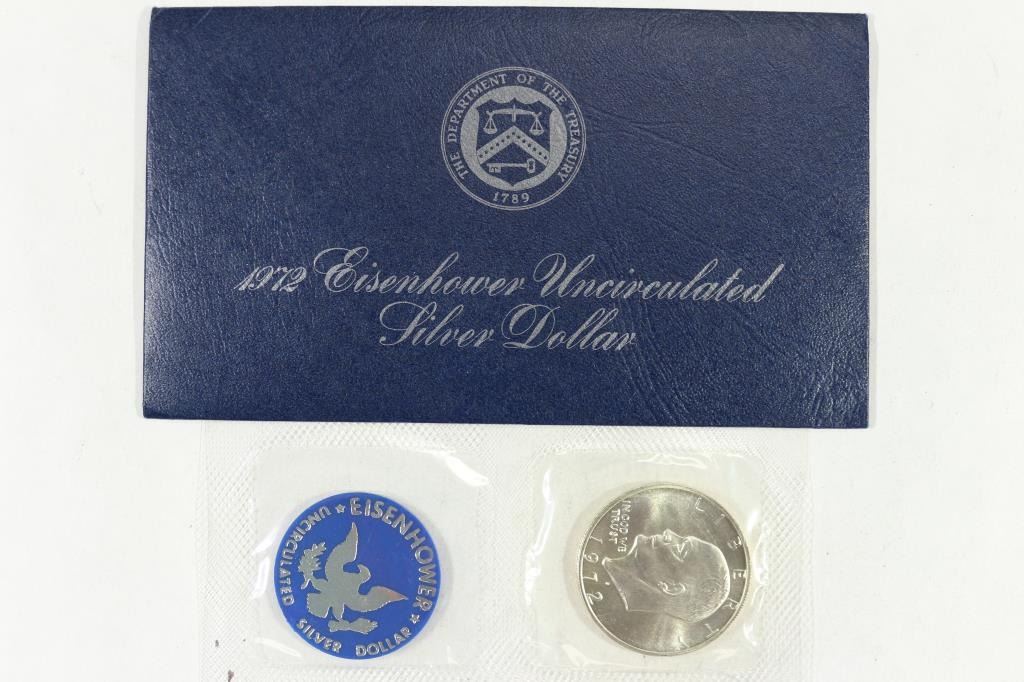 THE DEPARTMENT OF THE TREASURY
1789
1972 Eisenhower Uncirculated
Silver Dollar
EISENHOWER
UNCIRCULATED SILVER DOLLAR
LIBERTY
IN GOD WE
TRUST
1972